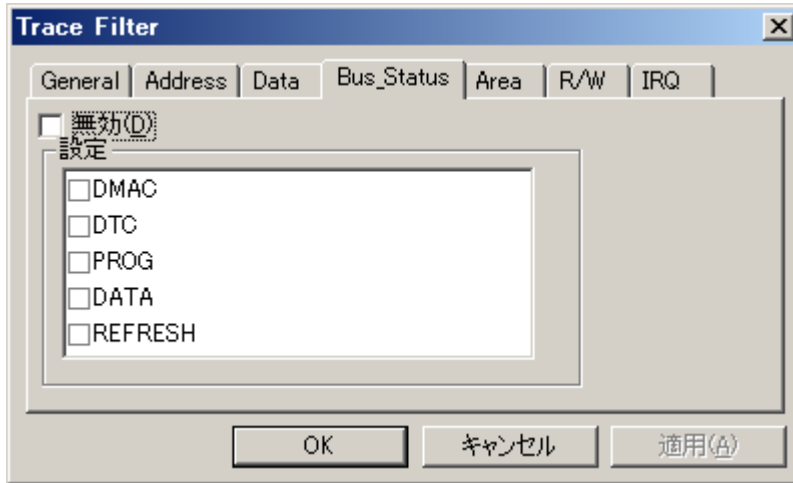 Trace Filter
General Address Data Bus_Status Area R/W IRQ
無効(D)
設定
DMAC
DTC
PROG
DATA
REFRESH
OK キャンセル 適用(A)